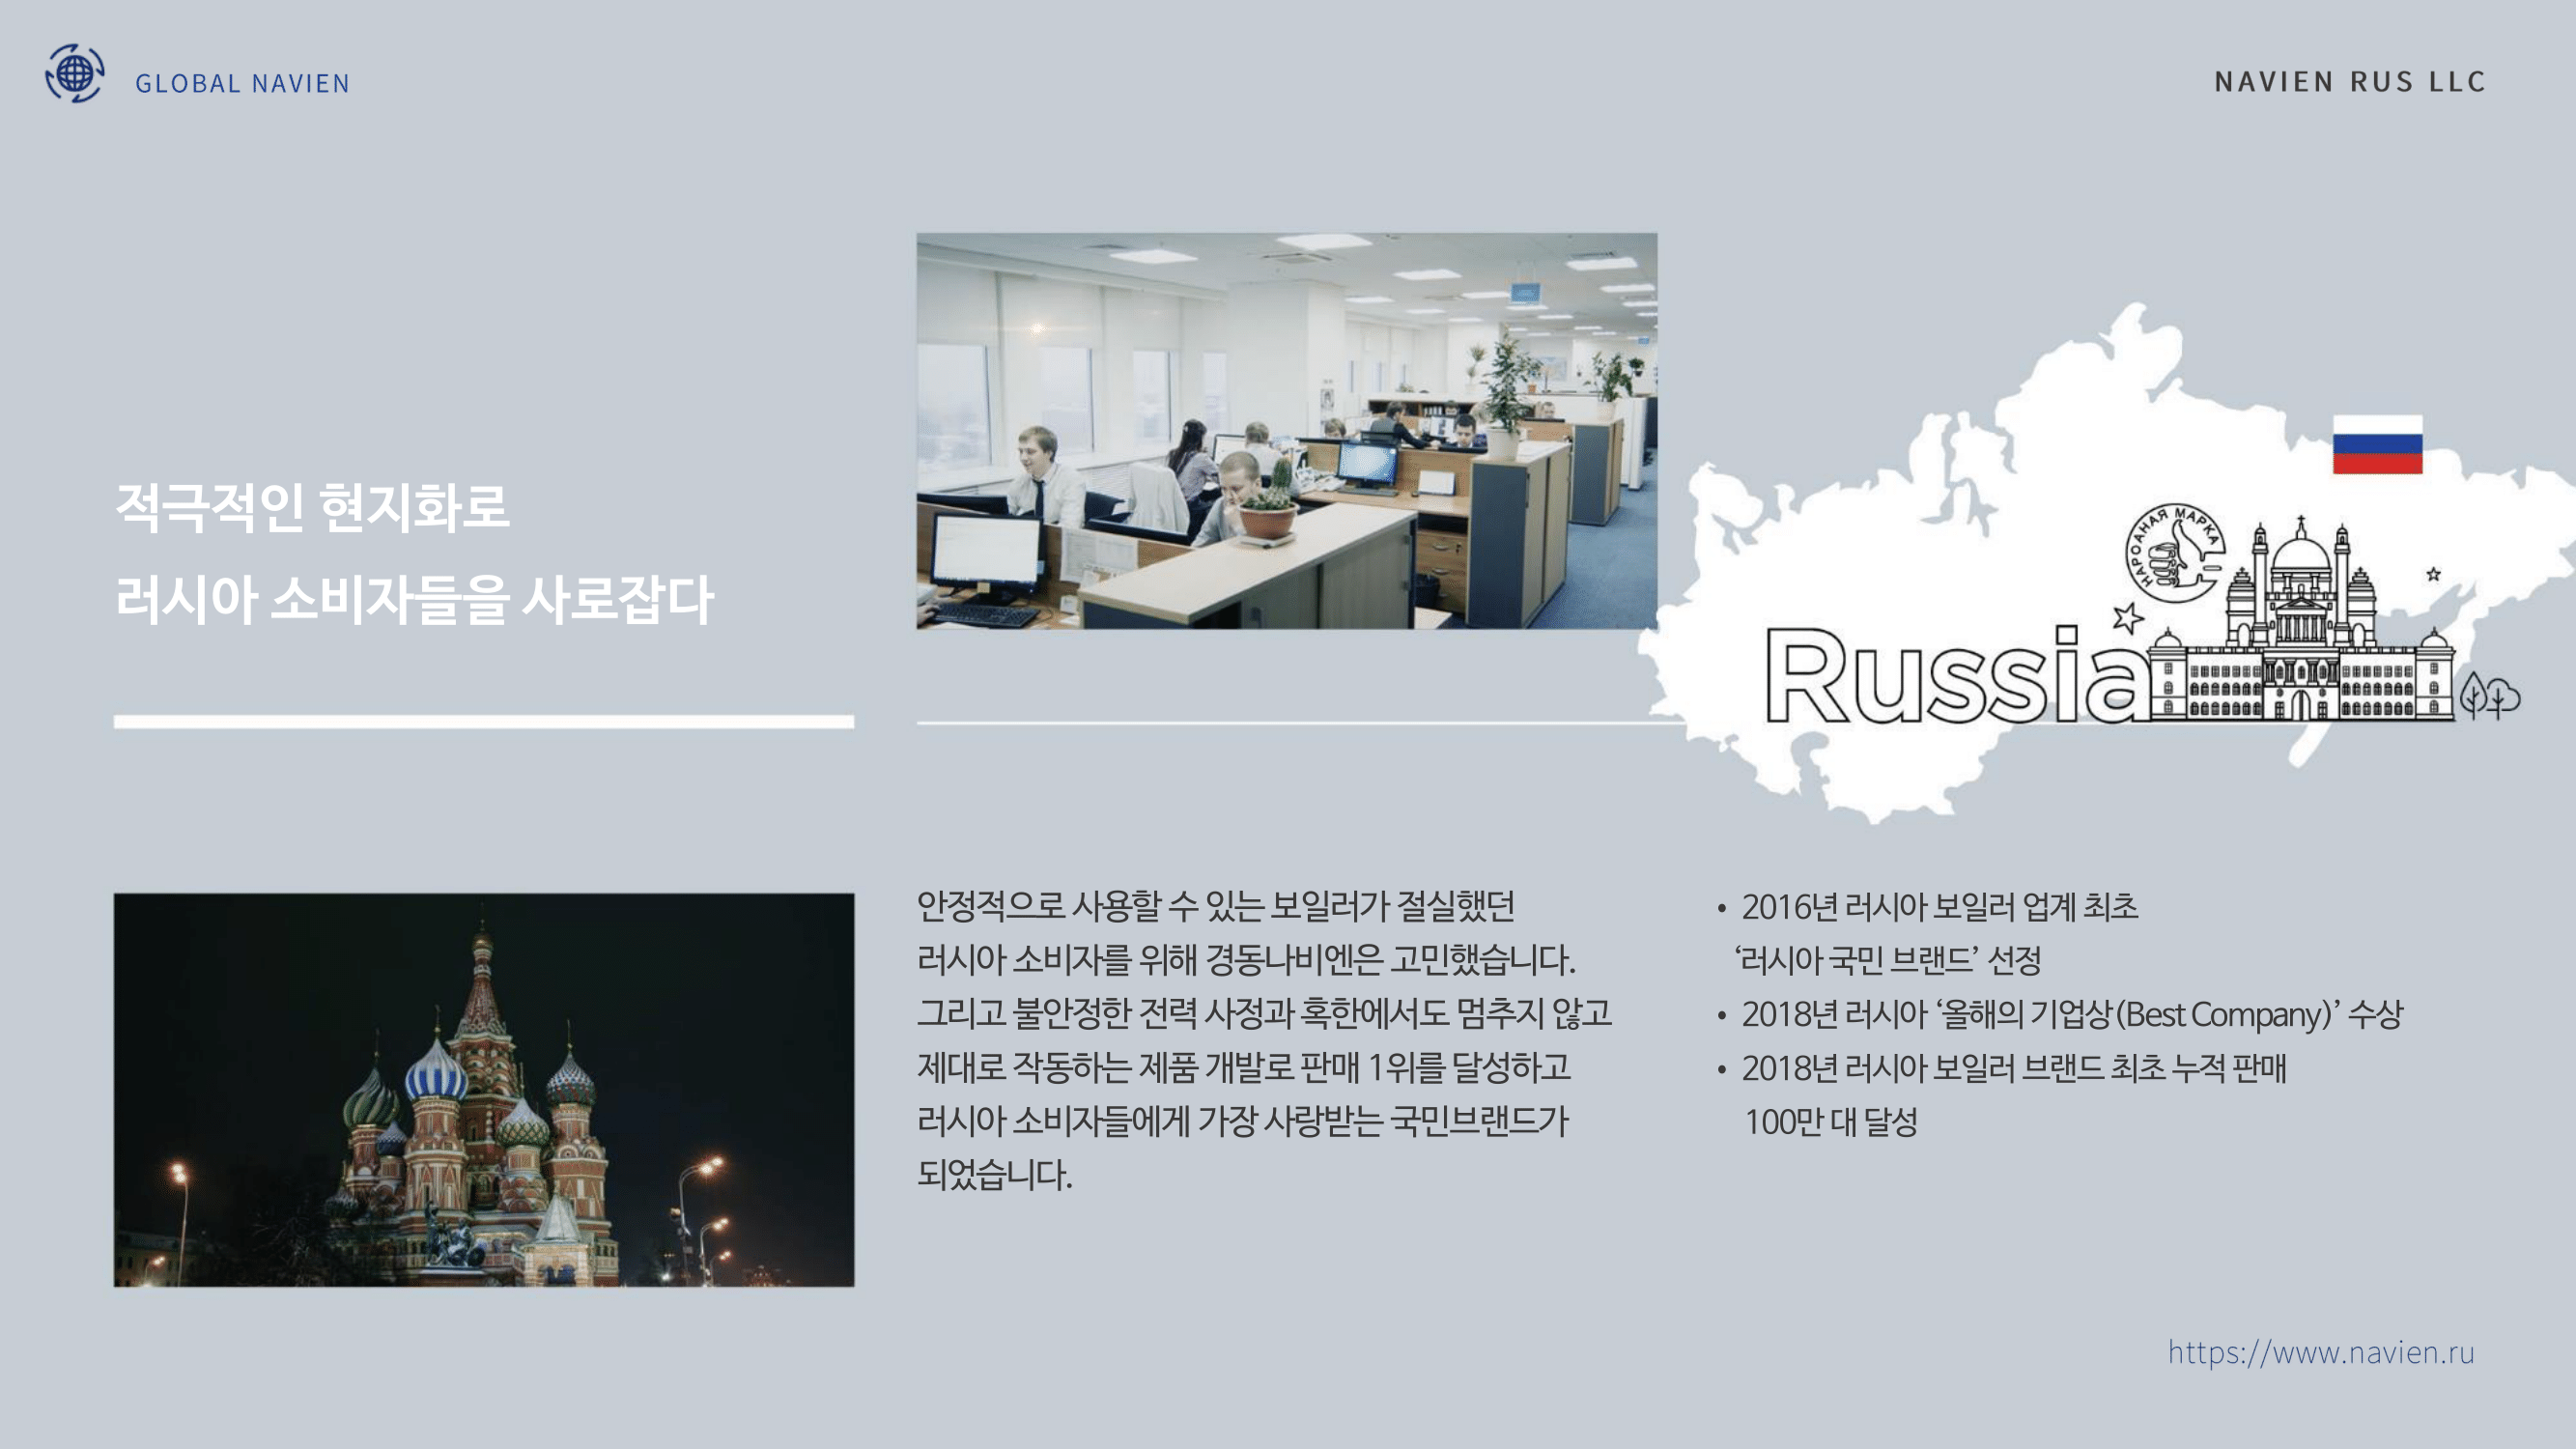 GLOBAL NAVIEN
NAVIEN RUS LLC
적극적인 현지화로
러시아 소비자들을 사로잡다
НАРОДНАЯ МАРКА
Russia
안정적으로 사용할 수 있는 보일러가 절실했던
러시아 소비자를 위해 경동나비엔은 고민했습니다.
그리고 불안정한 전력 사정과 혹한에서도 멈추지 않고
제대로 작동하는 제품 개발로 판매 1위를 달성하고
러시아 소비자들에게 가장 사랑받는 국민브랜드가
되었습니다.
• 2016년 러시아 보일러 업계 최초
‘러시아 국민 브랜드’ 선정
• 2018년 러시아 ‘올해의 기업상(Best Company)’ 수상
• 2018년 러시아 보일러 브랜드 최초 누적 판매
100만 대 달성
https://www.navien.ru